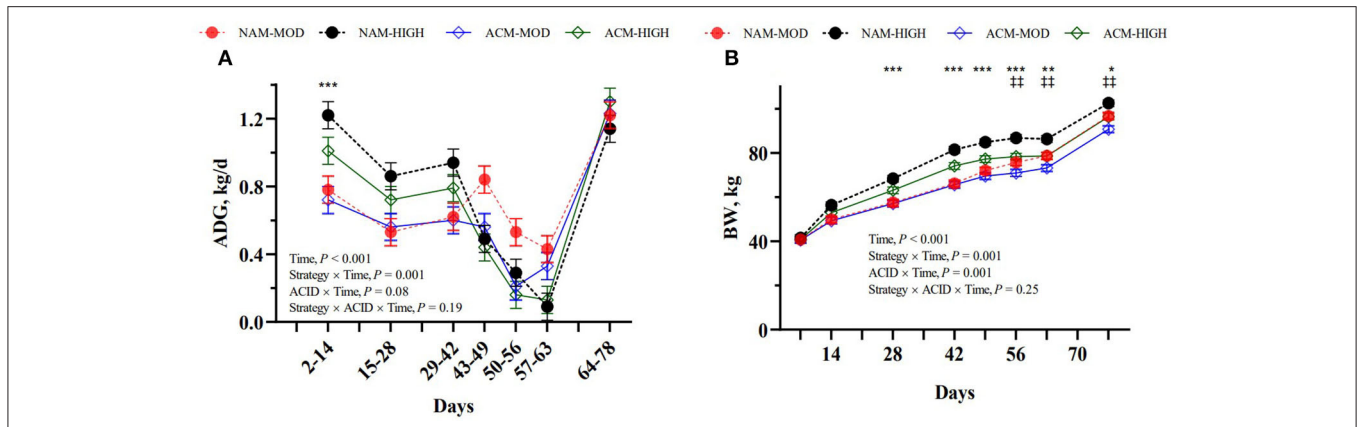 NAM-MOD NAM-HIGH ACM-MOD ACM-HIGH
A
***
ADG, kg/d
1.2
0.8
0.4
0.0
Time, P < 0.001
Strategy × Time, P = 0.001
ACID × Time, P = 0.08
Strategy × ACID × Time, P = 0.19
2-14 15-28 29-42 43-49 50-56 57-63 64-78
Days
NAM-MOD NAM-HIGH ACM-MOD ACM-HIGH
B
*** *** *** *** ** *
‡‡ ‡‡ ‡‡
BW, kg
80
40
0
Time, P < 0.001
Strategy × Time, P = 0.001
ACID × Time, P = 0.001
Strategy × ACID × Time, P = 0.25
14 28 42 56 70
Days